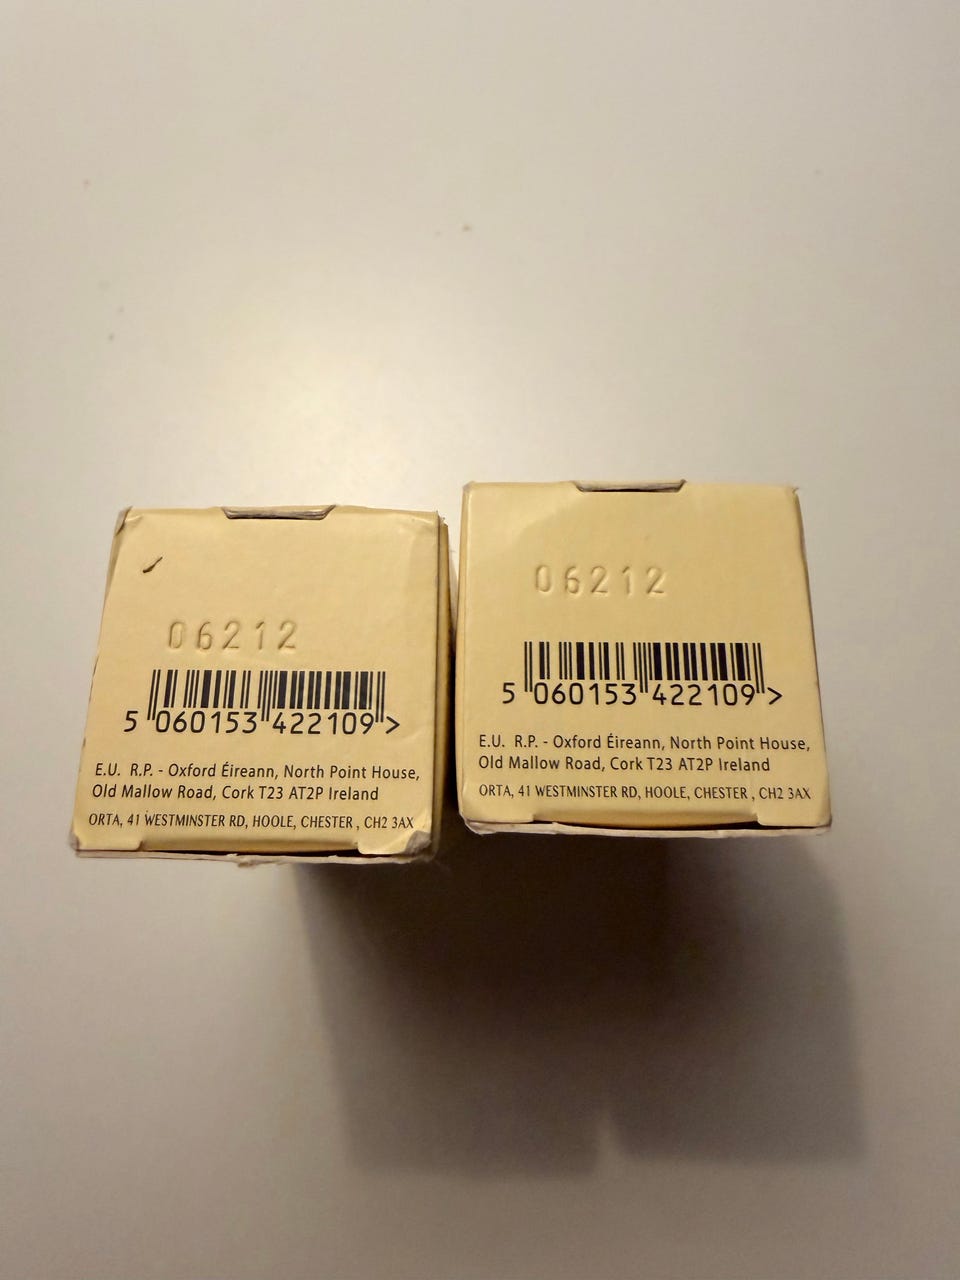 06212
5 060153 422109 >
E.U. R.P. - Oxford Éireann, North Point House,
Old Mallow Road, Cork T23 AT2P Ireland
ORTA, 41 WESTMINSTER RD, HOOLE, CHESTER , CH2 3AX
06212
5 060153 422109 >
E.U. R.P. - Oxford Éireann, North Point House,
Old Mallow Road, Cork T23 AT2P Ireland
ORTA, 41 WESTMINSTER RD, HOOLE, CHESTER , CH2 3AX